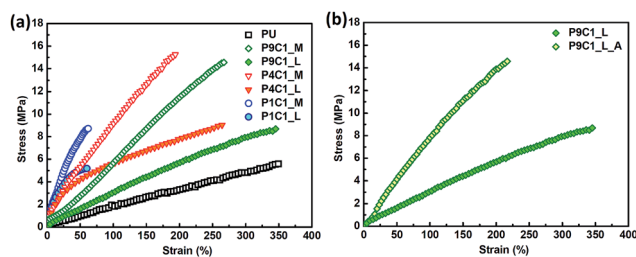 (a)
18
16
14
12
10
8
6
4
2
0
Stress (MPa)
0 50 100 150 200 250 300 350 400
Strain (%)
PU
P9C1_M
P9C1_L
P4C1_M
P4C1_L
P1C1_M
P1C1_L
(b)
18
16
14
12
10
8
6
4
2
0
Stress (MPa)
0 50 100 150 200 250 300 350 400
Strain (%)
P9C1_L
P9C1_L_A